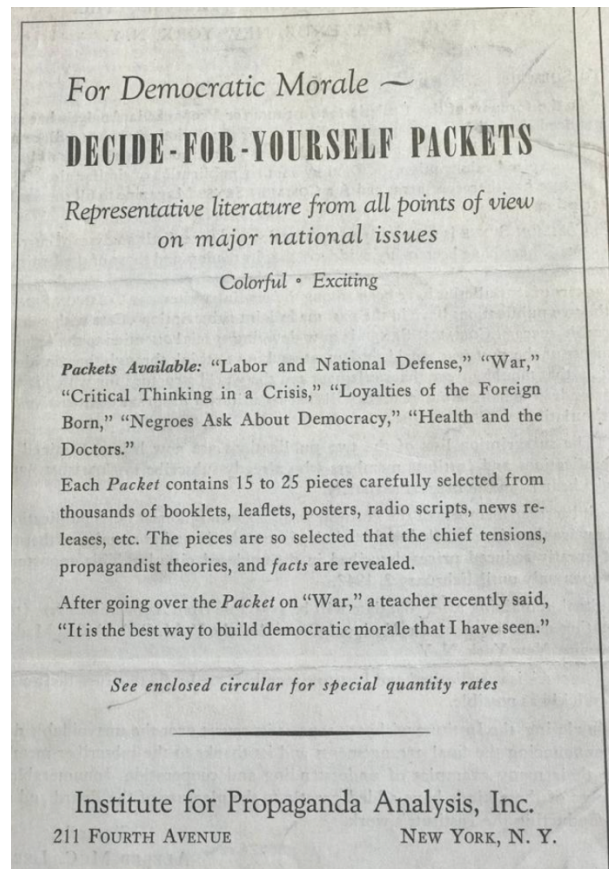 For Democratic Morale ~
DECIDE-FOR-YOURSELF PACKETS
Representative literature from all points of view
on major national issues
Colorful • Exciting
Packets Available: “Labor and National Defense,” “War,”
“Critical Thinking in a Crisis,” “Loyalties of the Foreign
Born,” “Negroes Ask About Democracy,” “Health and the
Doctors.”
Each Packet contains 15 to 25 pieces carefully selected from
thousands of booklets, leaflets, posters, radio scripts, news re-
leases, etc. The pieces are so selected that the chief tensions,
propagandist theories, and facts are revealed.
After going over the Packet on “War,” a teacher recently said,
“It is the best way to build democratic morale that I have seen.”
See enclosed circular for special quantity rates
Institute for Propaganda Analysis, Inc.
211 FOURTH AVENUE NEW YORK, N. Y.